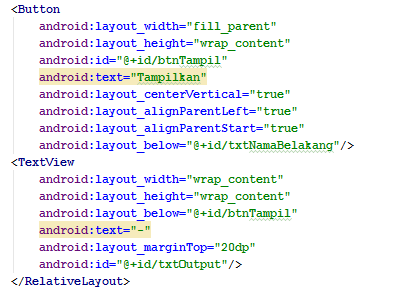 <Button
android:layout_width="fill_parent"
android:layout_height="wrap_content"
android:id="@+id/btnTampil"
android:text="Tampilkan"
android:layout_centerVertical="true"
android:layout_alignParentLeft="true"
android:layout_alignParentStart="true"
android:layout_below="@+id/txtNamaBelakang"/>
<TextView
android:layout_width="wrap_content"
android:layout_height="wrap_content"
android:layout_below="@+id/btnTampil"
android:text="-"
android:layout_marginTop="20dp"
android:id="@+id/txtOutput"/>
</RelativeLayout>